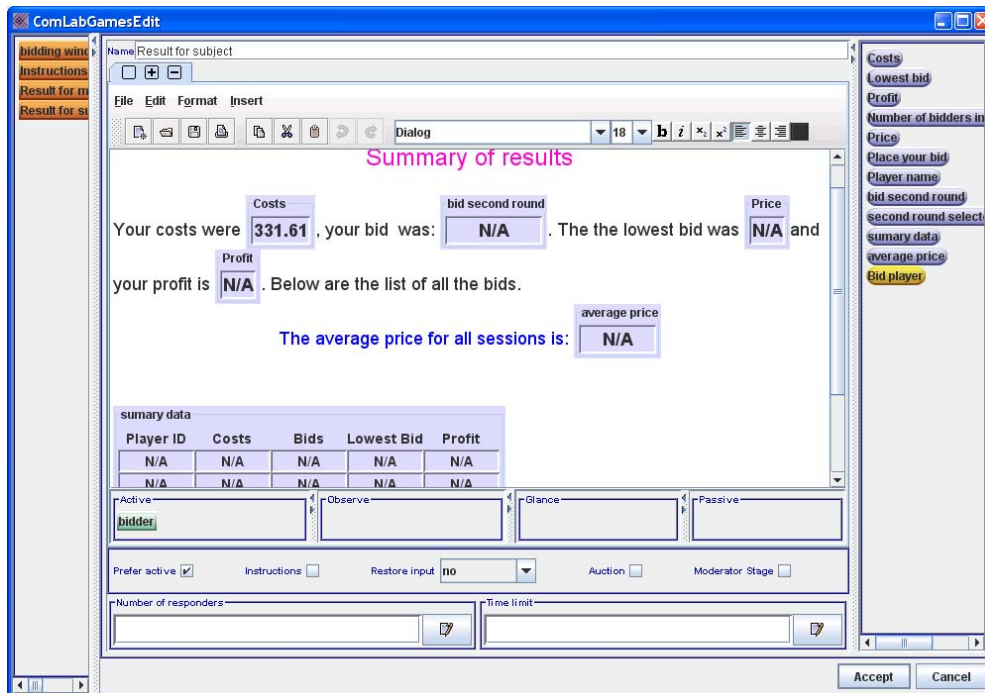 ComLabGamesEdit
bidding wind
Instructions
Result for m
Result for su
Name Result for subject
File Edit Format Insert
Dialog 18 b i x₂ x²
Summary of results
Costs bid second round Price
Your costs were 331.61 , your bid was: N/A . The the lowest bid was N/A and
Profit
your profit is N/A . Below are the list of all the bids.
average price
The average price for all sessions is: N/A
sumary data
Player ID Costs Bids Lowest Bid Profit
N/A N/A N/A N/A N/A
N/A N/A N/A N/A N/A
Active Observe Glance Passive
bidder
Prefer active Instructions Restore input no Auction Moderator Stage
Number of responders Time limit
Costs
Lowest bid
Profit
Number of bidders in
Price
Place your bid
Player name
bid second round
second round selecte
sumary data
average price
Bid player
Accept Cancel